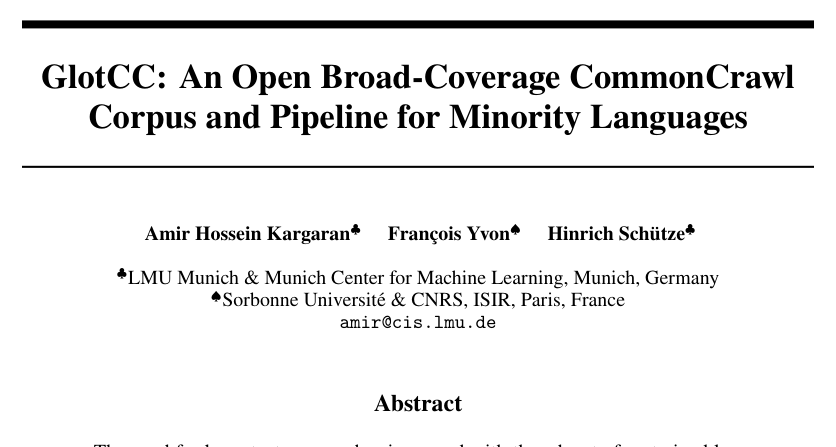 GlotCC: An Open Broad-Coverage CommonCrawl
Corpus and Pipeline for Minority Languages
Amir Hossein Kargaran♣ François Yvon♠ Hinrich Schütze♣
♣LMU Munich & Munich Center for Machine Learning, Munich, Germany
♠Sorbonne Université & CNRS, ISIR, Paris, France
amir@cis.lmu.de
Abstract